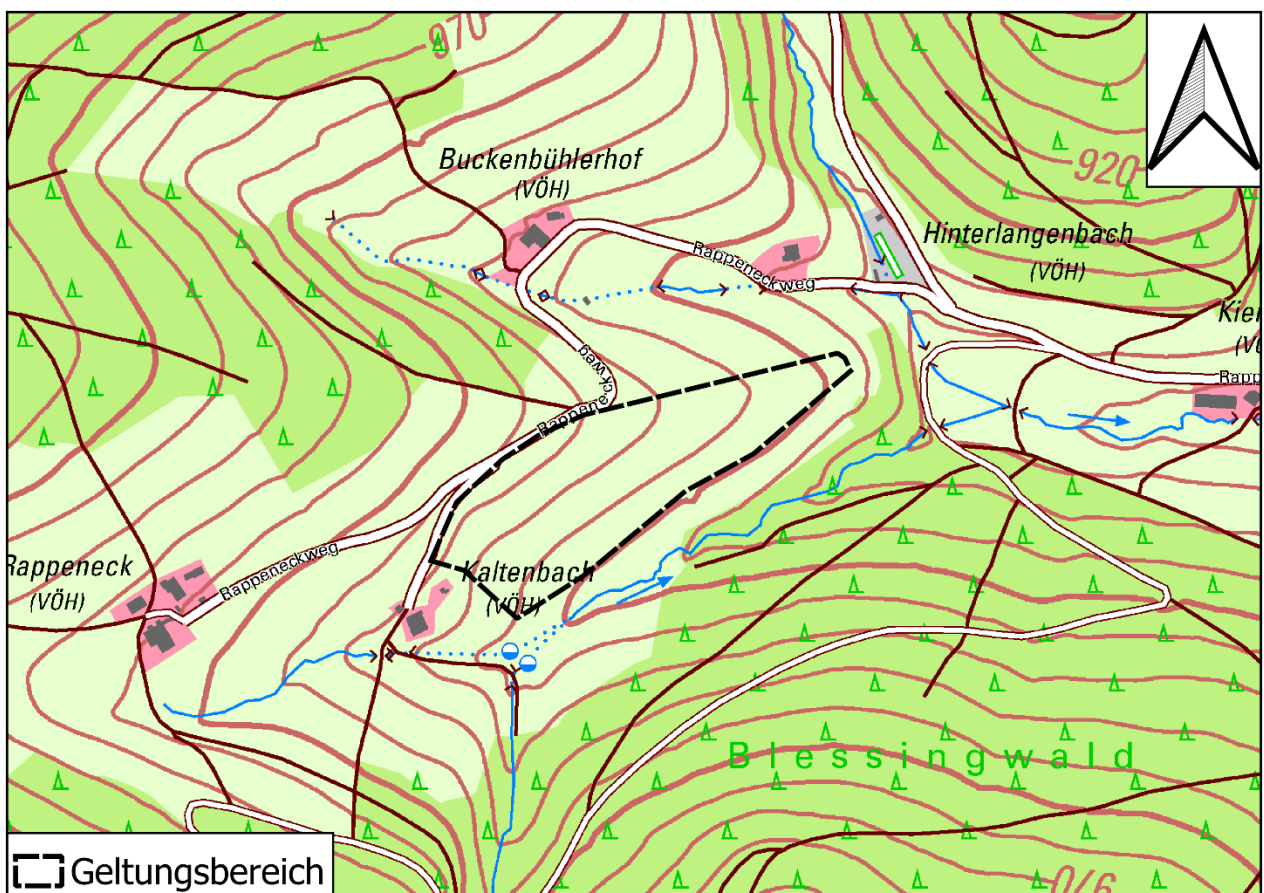 970
Buckenbühlerhof
(VÖH)
920
Hinterlangenbach
(VÖH)
Rappeneckweg
Rappeneckweg
Rappeneck
(VÖH)
Rappeneckweg
Kaltenbach
(VÖH)
Blessingwald
Geltungsbereich